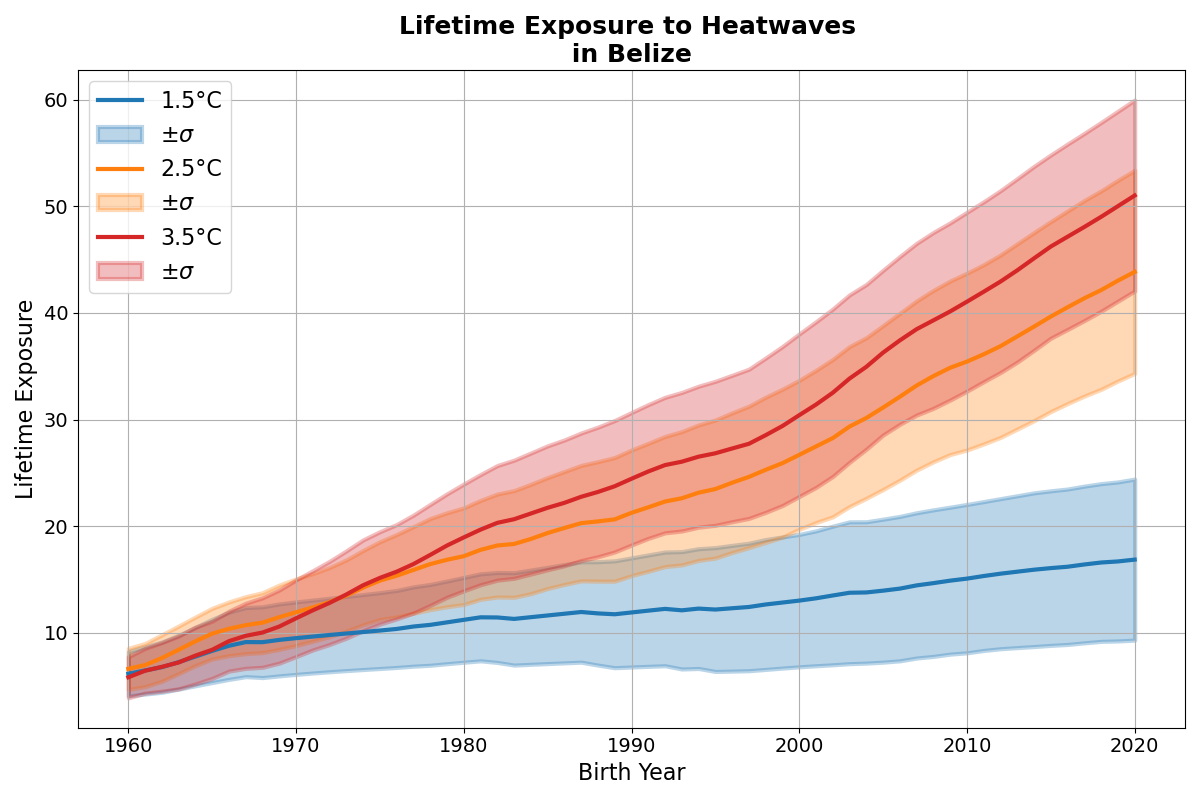 Lifetime Exposure to Heatwaves
in Belize
1.5°C
±σ
2.5°C
±σ
3.5°C
±σ
Lifetime Exposure
60
50
40
30
20
10
1960
1970
1980
1990
2000
2010
2020
Birth Year